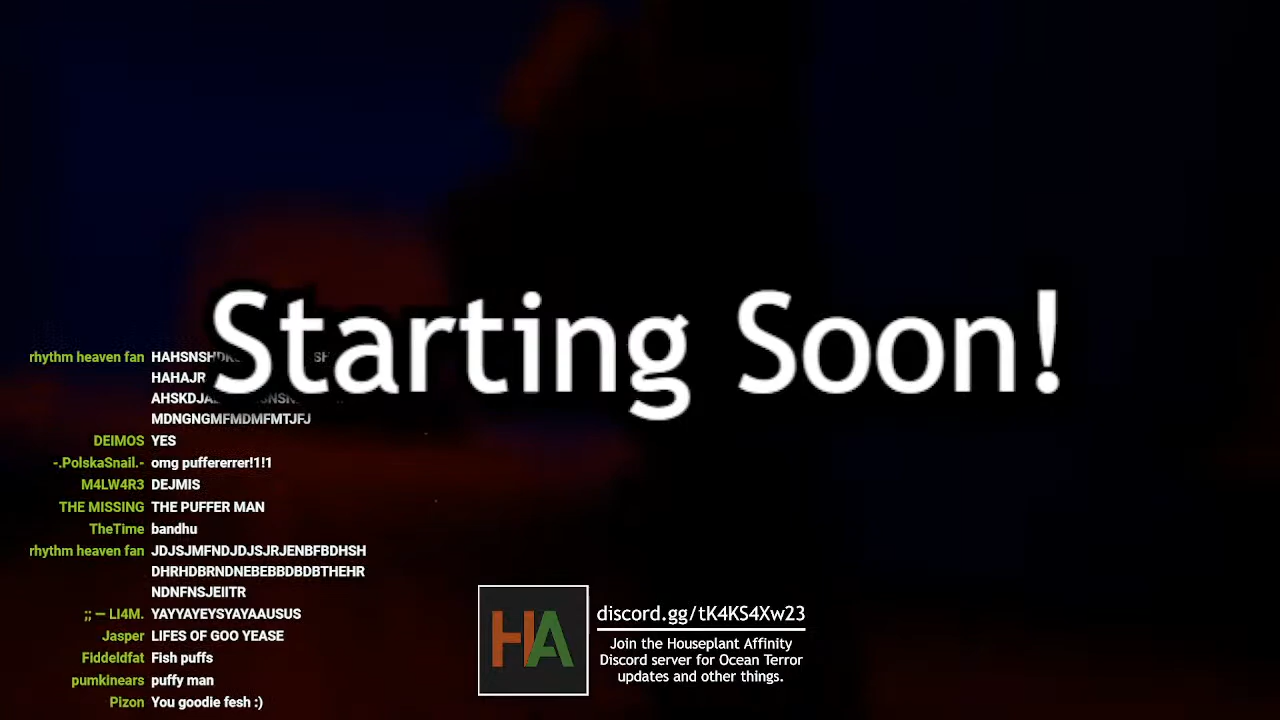 Starting Soon!
rhythm heaven fan
HAHAJR
MDNGNGMFMDMFMTJFJ
DEIMOS YES
-.PolskaSnail.- omg puffererrer!1!1
M4LW4R3 DEJMIS
THE MISSING THE PUFFER MAN
TheTime bandhu
rhythm heaven fan JDJSJMFNDJDJSJRJENBFBDHSH
DHRHDBRNDNEBEBBDBDBTHEHR
NDNFNSJEIITR
;; — LI4M. YAYYAYEYSYAYAAUSUS
Jasper LIFES OF GOO YEASE
Fiddeldfat Fish puffs
pumkinears puffy man
Pizon You goodie fesh :)
HA
discord.gg/tK4KS4Xw23
Join the Houseplant Affinity
Discord server for Ocean Terror
updates and other things.